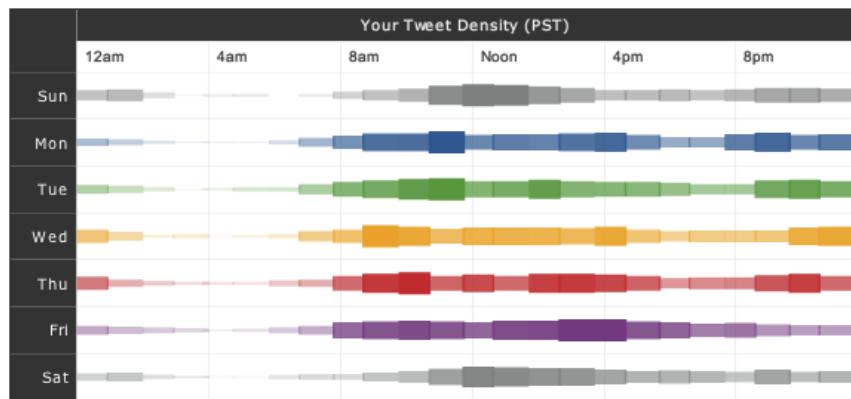 Your Tweet Density (PST)
12am 4am 8am Noon 4pm 8pm
Sun
Mon
Tue
Wed
Thu
Fri
Sat